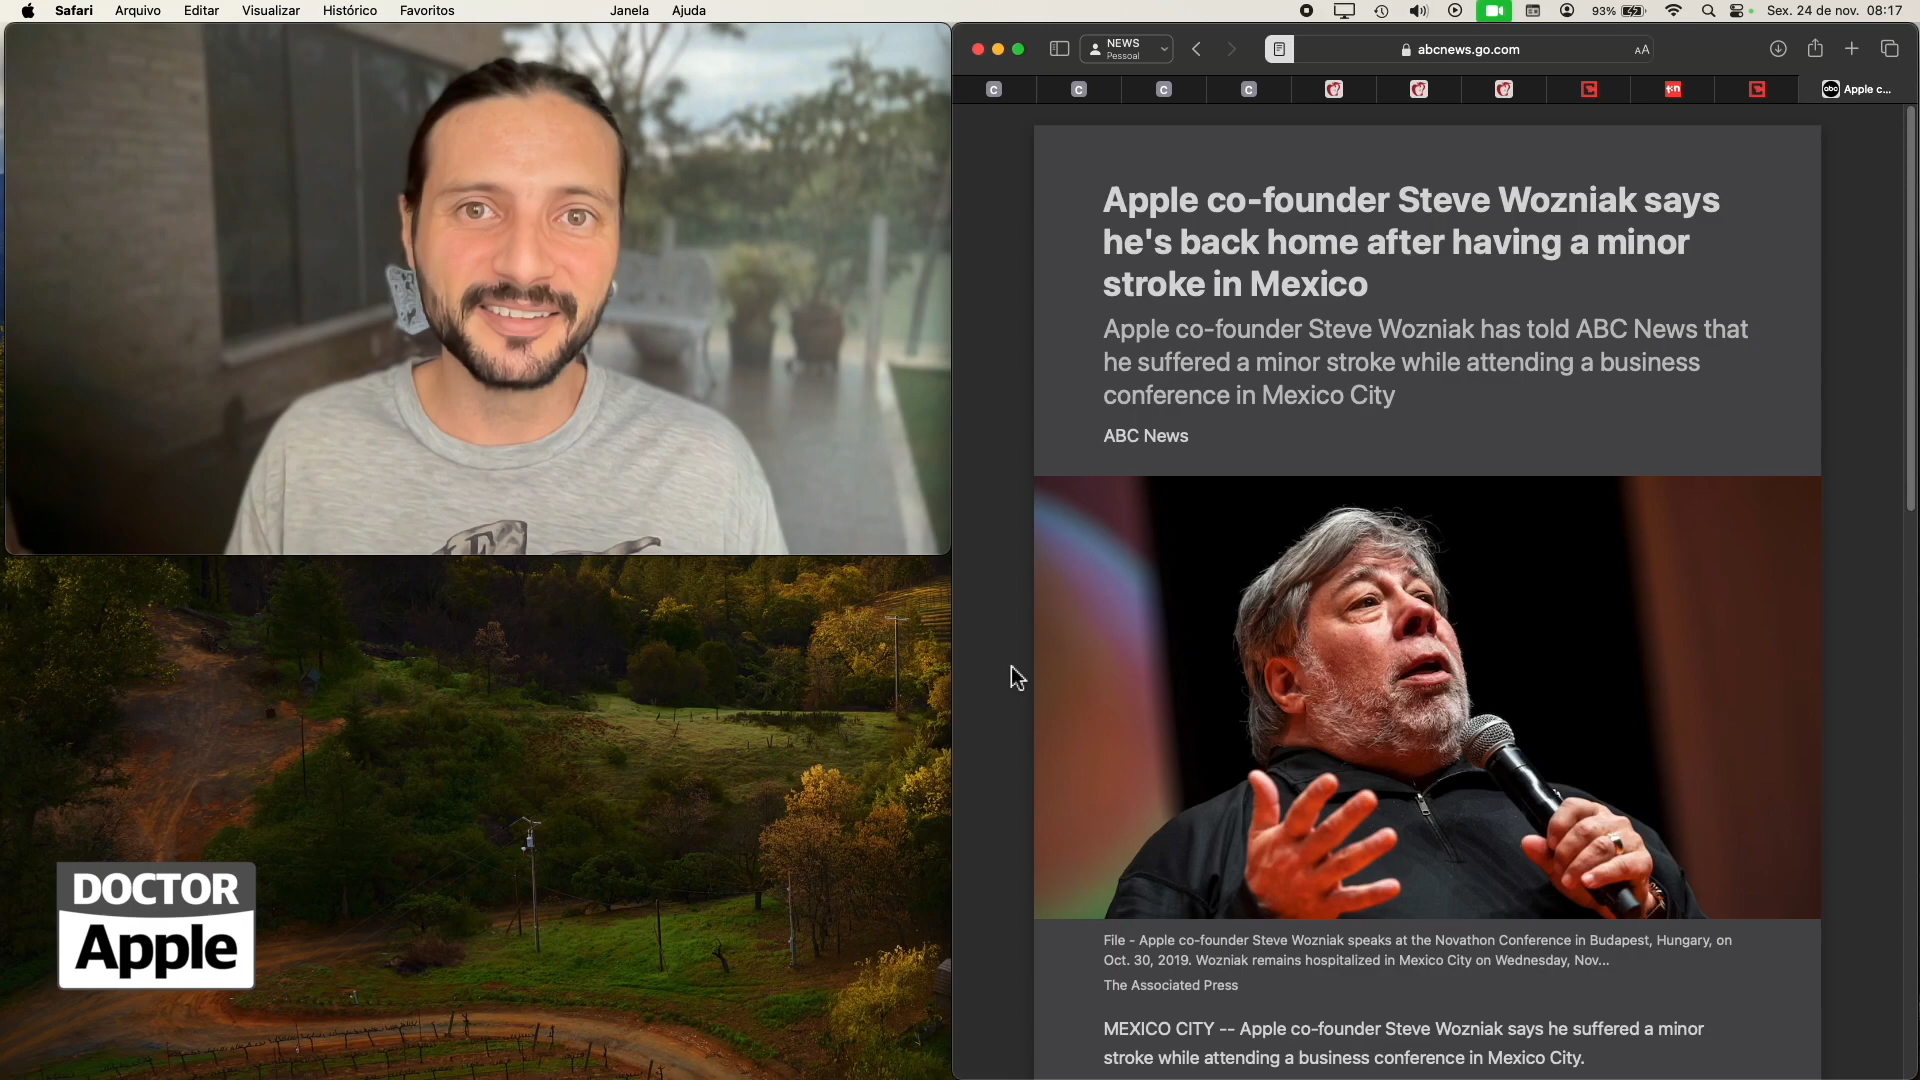 Safari Arquivo Editar Visualizar Histórico Favoritos Janela Ajuda 93% Sex. 24 de nov. 08:17
NEWS
Pessoal
abcnews.go.com
AA
C C C C tcn abc Apple c...
Apple co-founder Steve Wozniak says
he's back home after having a minor
stroke in Mexico
Apple co-founder Steve Wozniak has told ABC News that
he suffered a minor stroke while attending a business
conference in Mexico City
ABC News
File - Apple co-founder Steve Wozniak speaks at the Novathon Conference in Budapest, Hungary, on
Oct. 30, 2019. Wozniak remains hospitalized in Mexico City on Wednesday, Nov...
The Associated Press
MEXICO CITY -- Apple co-founder Steve Wozniak says he suffered a minor
stroke while attending a business conference in Mexico City.
DOCTOR
Apple